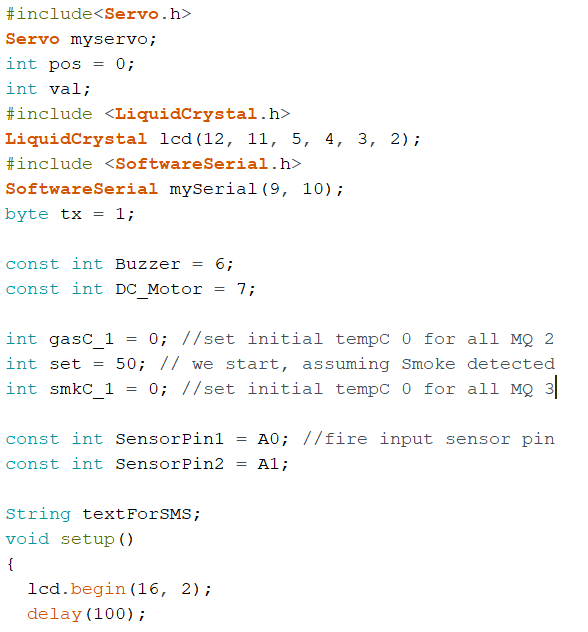 #include<Servo.h>
Servo myservo;
int pos = 0;
int val;
#include <LiquidCrystal.h>
LiquidCrystal lcd(12, 11, 5, 4, 3, 2);
#include <SoftwareSerial.h>
SoftwareSerial mySerial(9, 10);
byte tx = 1;

const int Buzzer = 6;
const int DC_Motor = 7;

int gasC_1 = 0; //set initial tempC 0 for all MQ 2
int set = 50; // we start, assuming Smoke detected
int smkC_1 = 0; //set initial tempC 0 for all MQ 3

const int SensorPin1 = A0; //fire input sensor pin
const int SensorPin2 = A1;

String textForSMS;
void setup()
{
  lcd.begin(16, 2);
  delay(100);